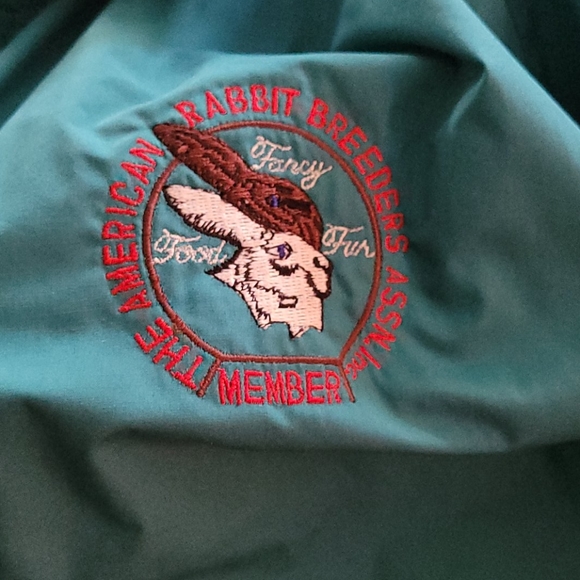 THE AMERICAN RABBIT BREEDERS ASSN, Inc
Fancy
Food
Fur
MEMBER